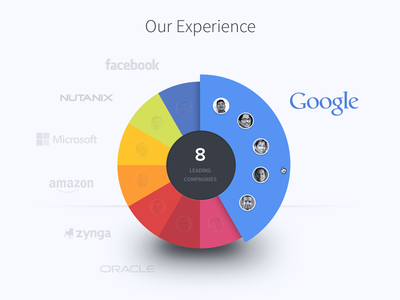 Our Experience
facebook
NUTANIX
Google
Microsoft
8
LEADING
COMPANIES
amazon
zynga
ORACLE